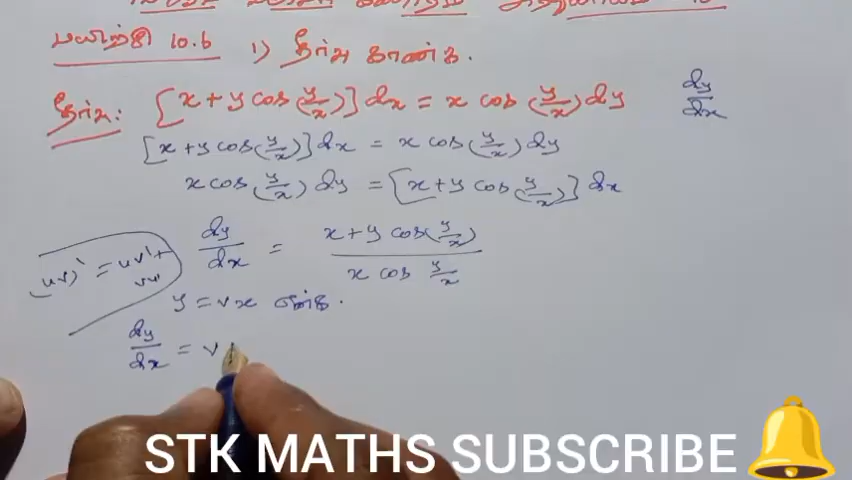 பயிற்சி 10.6 1) தீர்வு காண்க.
தீர்வு: [x + y cos(y/x)] dx = x cos(y/x) dy
dy/dx
[x + y cos(y/x)] dx = x cos(y/x) dy
x cos(y/x) dy = [x + y cos(y/x)] dx
dy/dx = x + y cos(y/x) / x cos y/x
(uv)' = uv' + vu'
y = vx என்க.
dy/dx = v
STK MATHS SUBSCRIBE